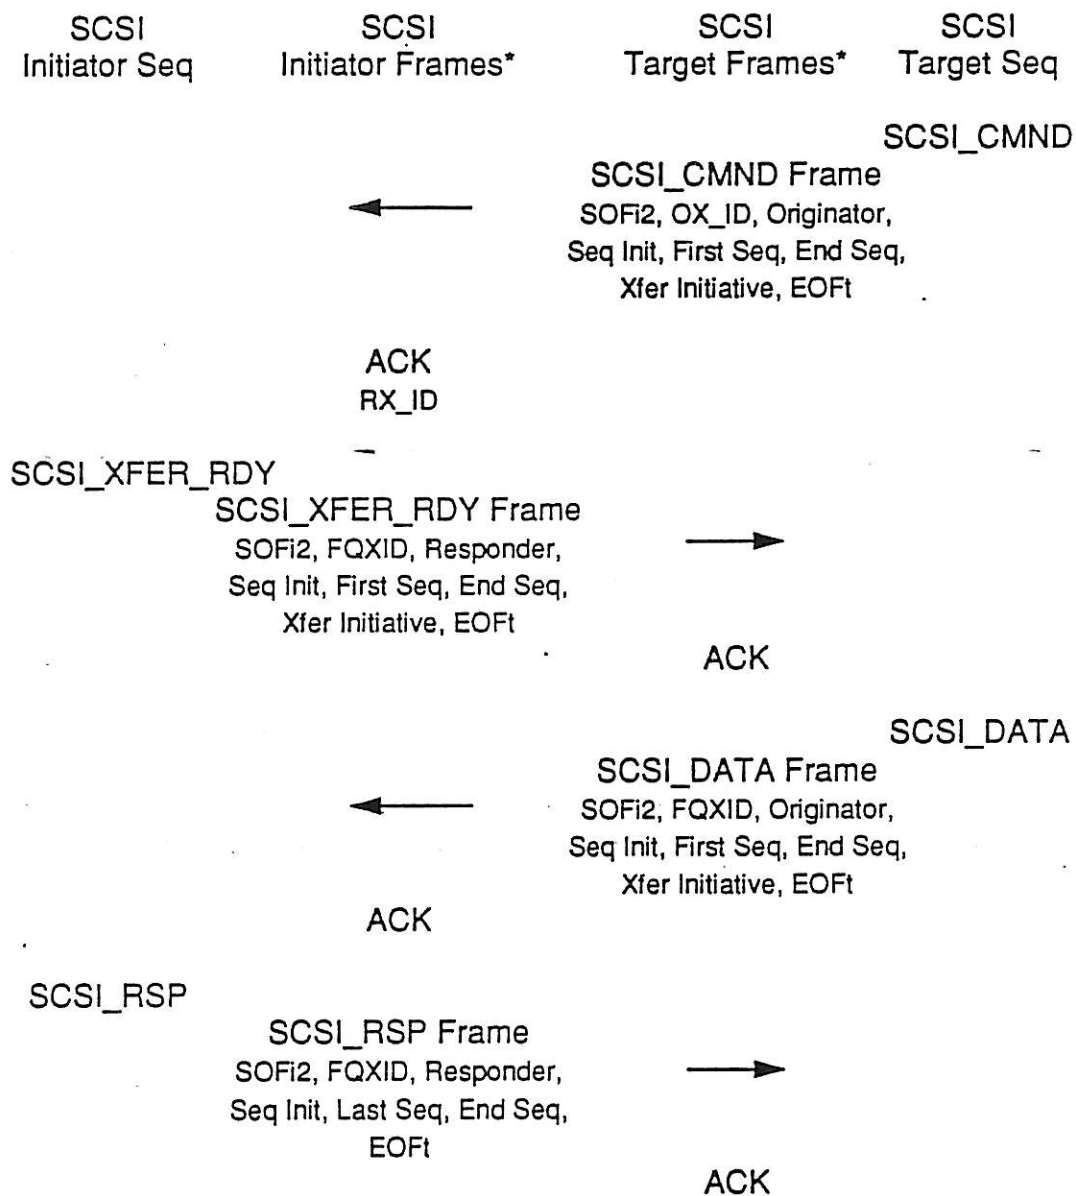 SCSI Initiator Seq
SCSI Initiator Frames*
SCSI Target Frames*
SCSI Target Seq
SCSI_CMND
SCSI_CMND Frame
SOFi2, OX_ID, Originator,
Seq Init, First Seq, End Seq,
Xfer Initiative, EOFt
ACK
RX_ID
SCSI_XFER_RDY
SCSI_XFER_RDY Frame
SOFi2, FQXID, Responder,
Seq Init, First Seq, End Seq,
Xfer Initiative, EOFt
ACK
SCSI_DATA
SCSI_DATA Frame
SOFi2, FQXID, Originator,
Seq Init, First Seq, End Seq,
Xfer Initiative, EOFt
ACK
SCSI_RSP
SCSI_RSP Frame
SOFi2, FQXID, Responder,
Seq Init, Last Seq, End Seq,
EOFt
ACK